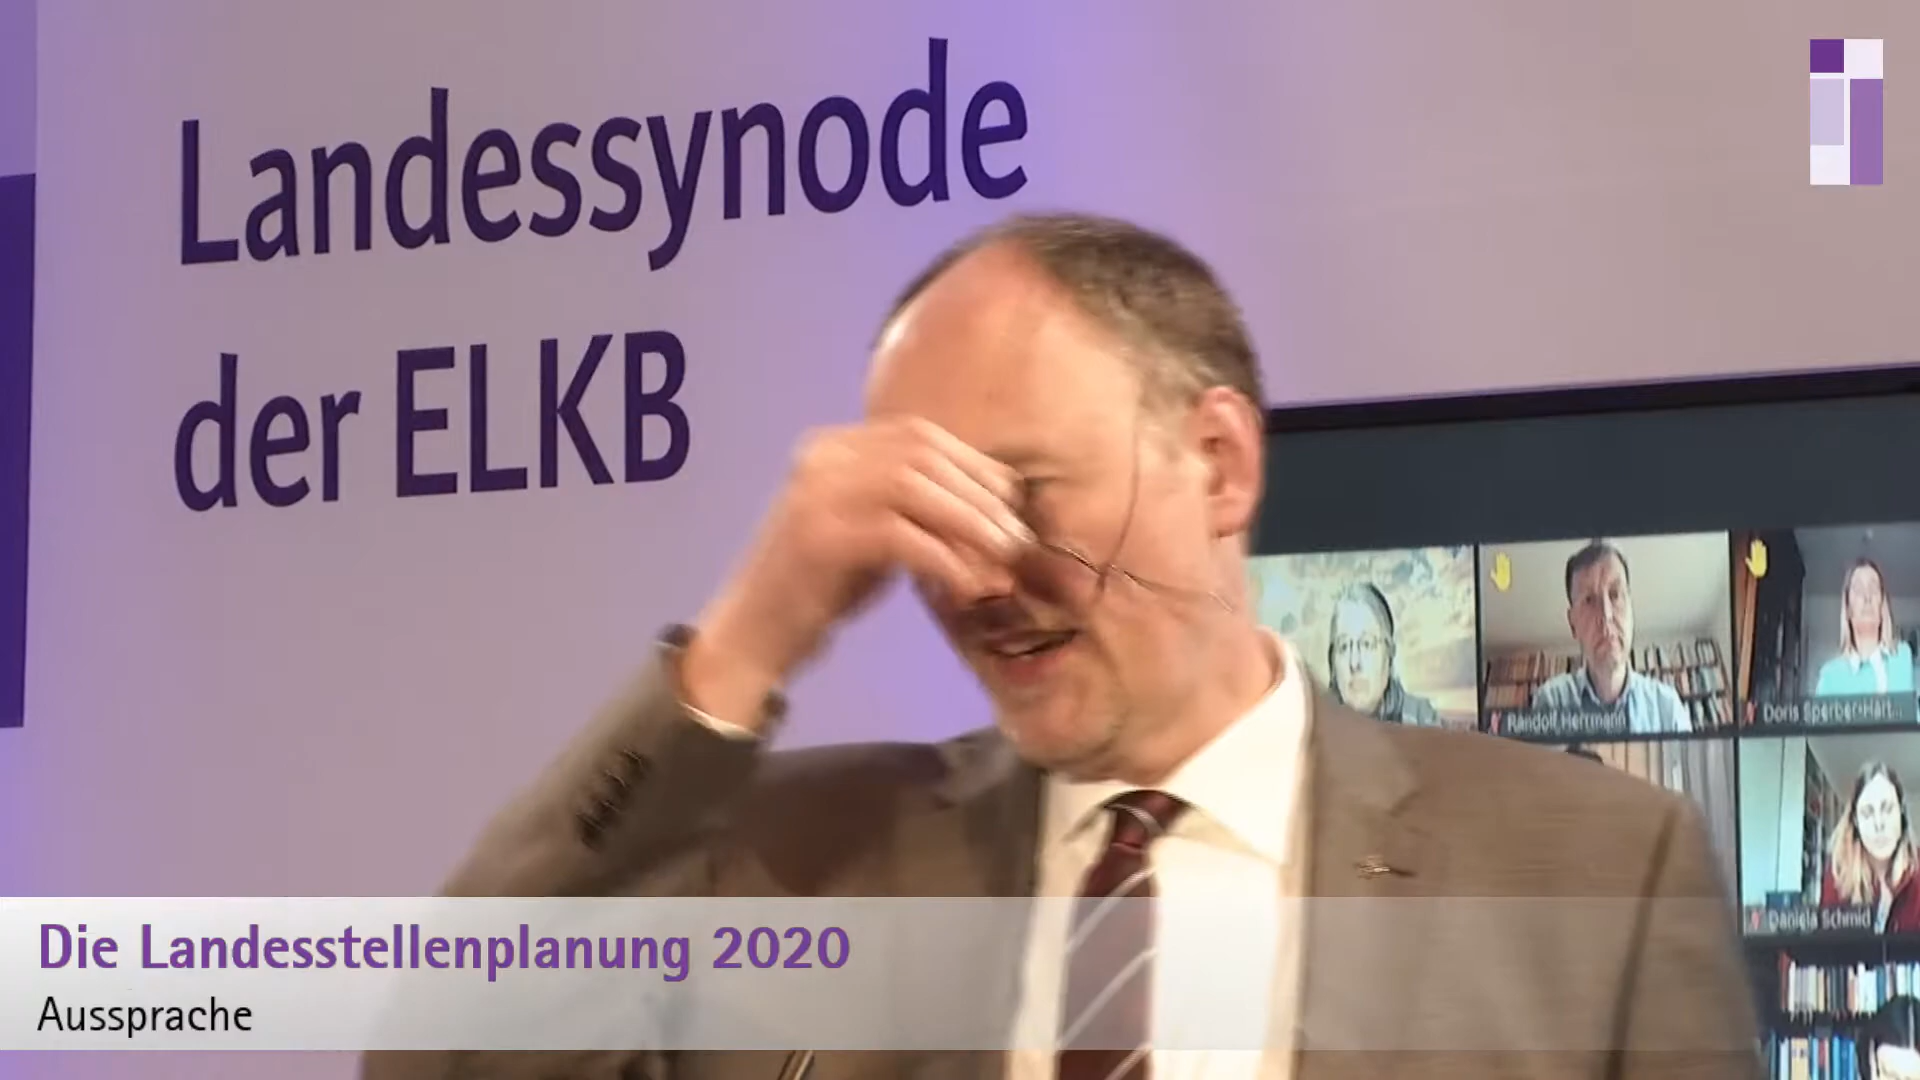 Landessynode
der ELKB
Randolf Herrmann
Doris Sperber-Hart...
Daniela Schmid
Die Landesstellenplanung 2020
Aussprache